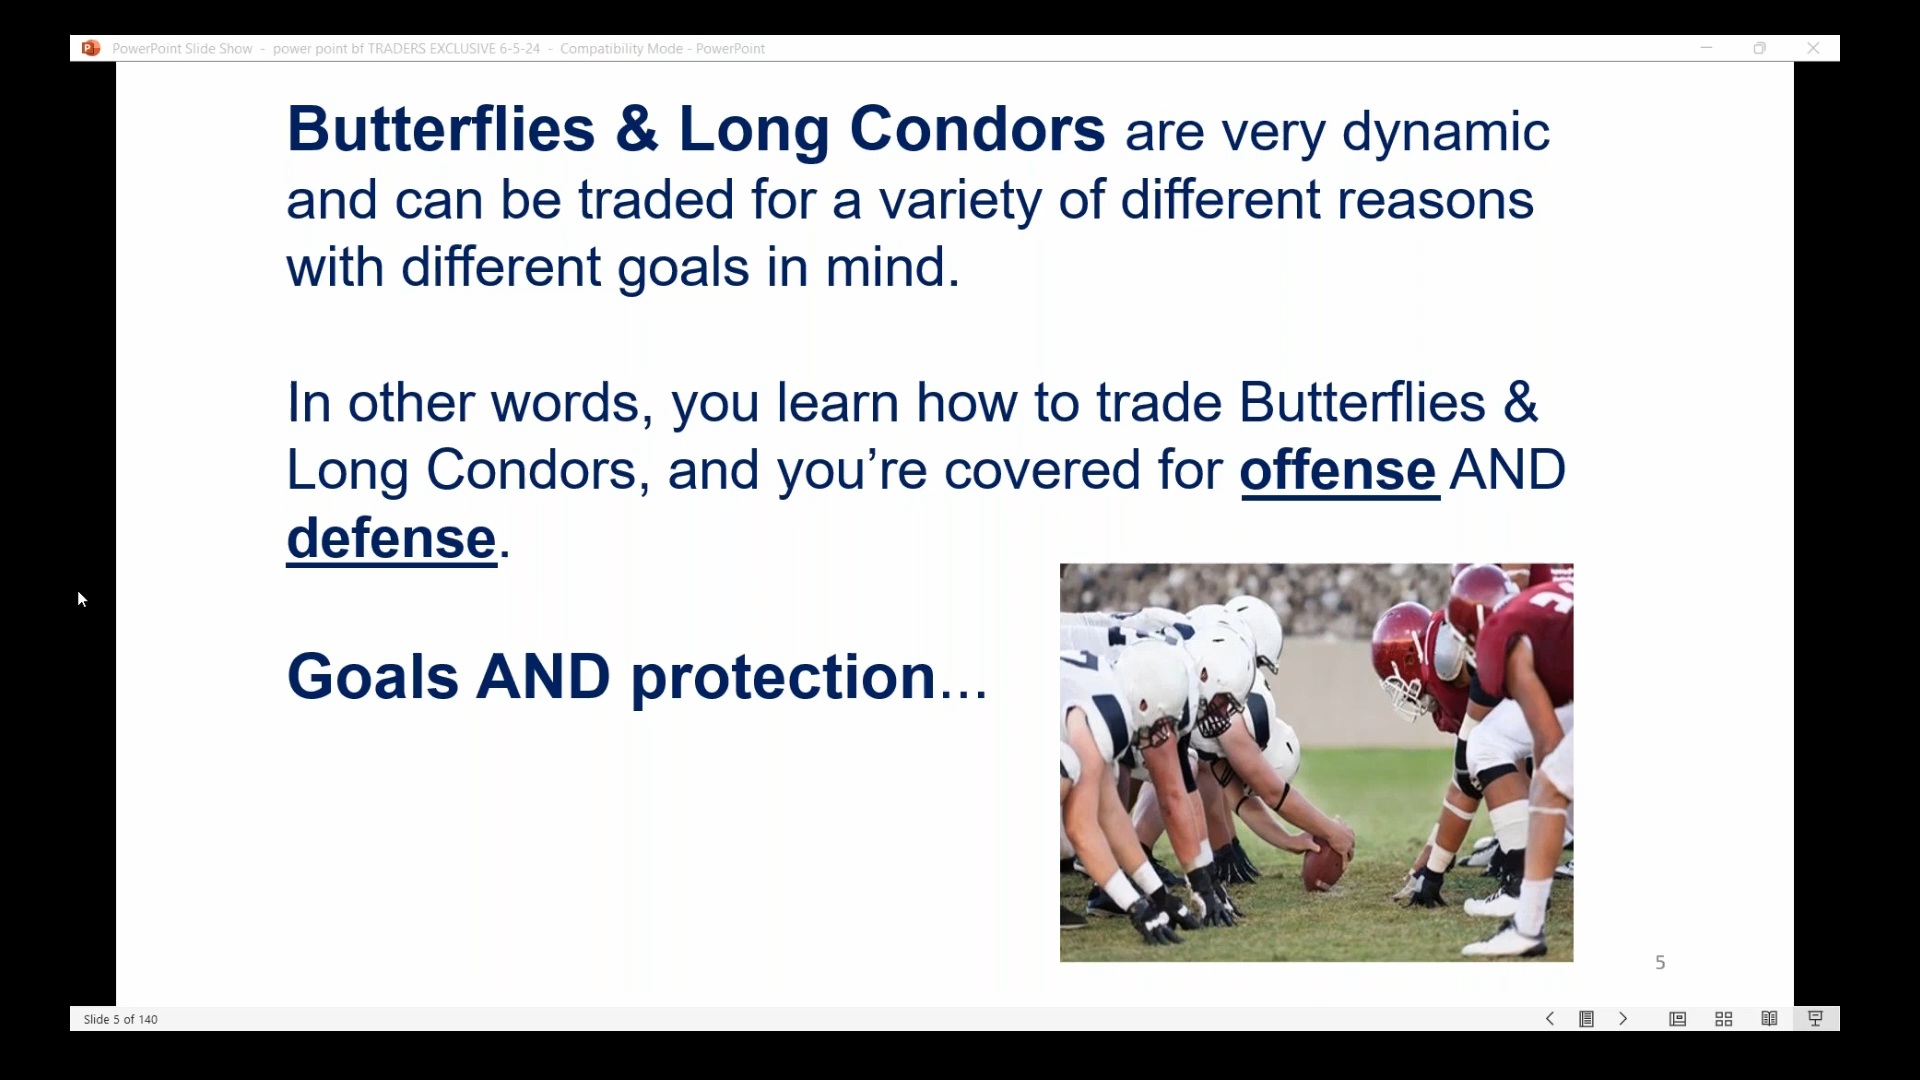 PowerPoint Slide Show - power point bf TRADERS EXCLUSIVE 6-5-24 - Compatibility Mode - PowerPoint
Butterflies & Long Condors are very dynamic
and can be traded for a variety of different reasons
with different goals in mind.
In other words, you learn how to trade Butterflies &
Long Condors, and you’re covered for offense AND
defense.
Goals AND protection...
5
Slide 5 of 140